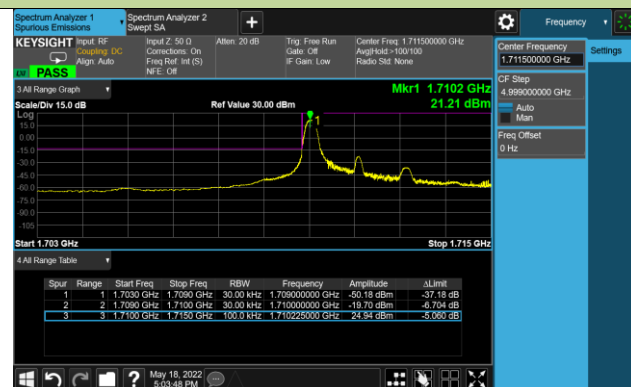 Spectrum Analyzer 1
Spurious Emissions
Spectrum Analyzer 2
Swept SA
+
Frequency
KEYSIGHT
Input: RF
Coupling: DC
Align: Auto
Input Z: 50 Ω
Corrections: On
Freq Ref: Int (S)
NFE: Off
Atten: 20 dB
Trig: Free Run
Gate: Off
IF Gain: Low
Center Freq: 1.711500000 GHz
Avg|Hold:>100/100
Radio Std: None
PASS
Center Frequency
1.711500000 GHz
Settings
CF Step
4.999000000 GHz
Auto
Man
Freq Offset
0 Hz
3 All Range Graph
Scale/Div 15.0 dB
Ref Value 30.00 dBm
Mkr1 1.7102 GHz
21.21 dBm
Log
15.0
0.00
-15.0
-30.0
-45.0
-60.0
-75.0
-90.0
-105
1
Start 1.703 GHz
Stop 1.715 GHz
4 All Range Table
Spur Range Start Freq Stop Freq RBW Frequency Amplitude ΔLimit
1 1 1.7030 GHz 1.7090 GHz 30.00 kHz 1.709000000 GHz -50.18 dBm -37.18 dB
2 2 1.7090 GHz 1.7100 GHz 30.00 kHz 1.710000000 GHz -19.70 dBm -6.704 dB
3 3 1.7100 GHz 1.7150 GHz 100.0 kHz 1.710225000 GHz 24.94 dBm -5.060 dB
?
May 18, 2022
5:03:48 PM